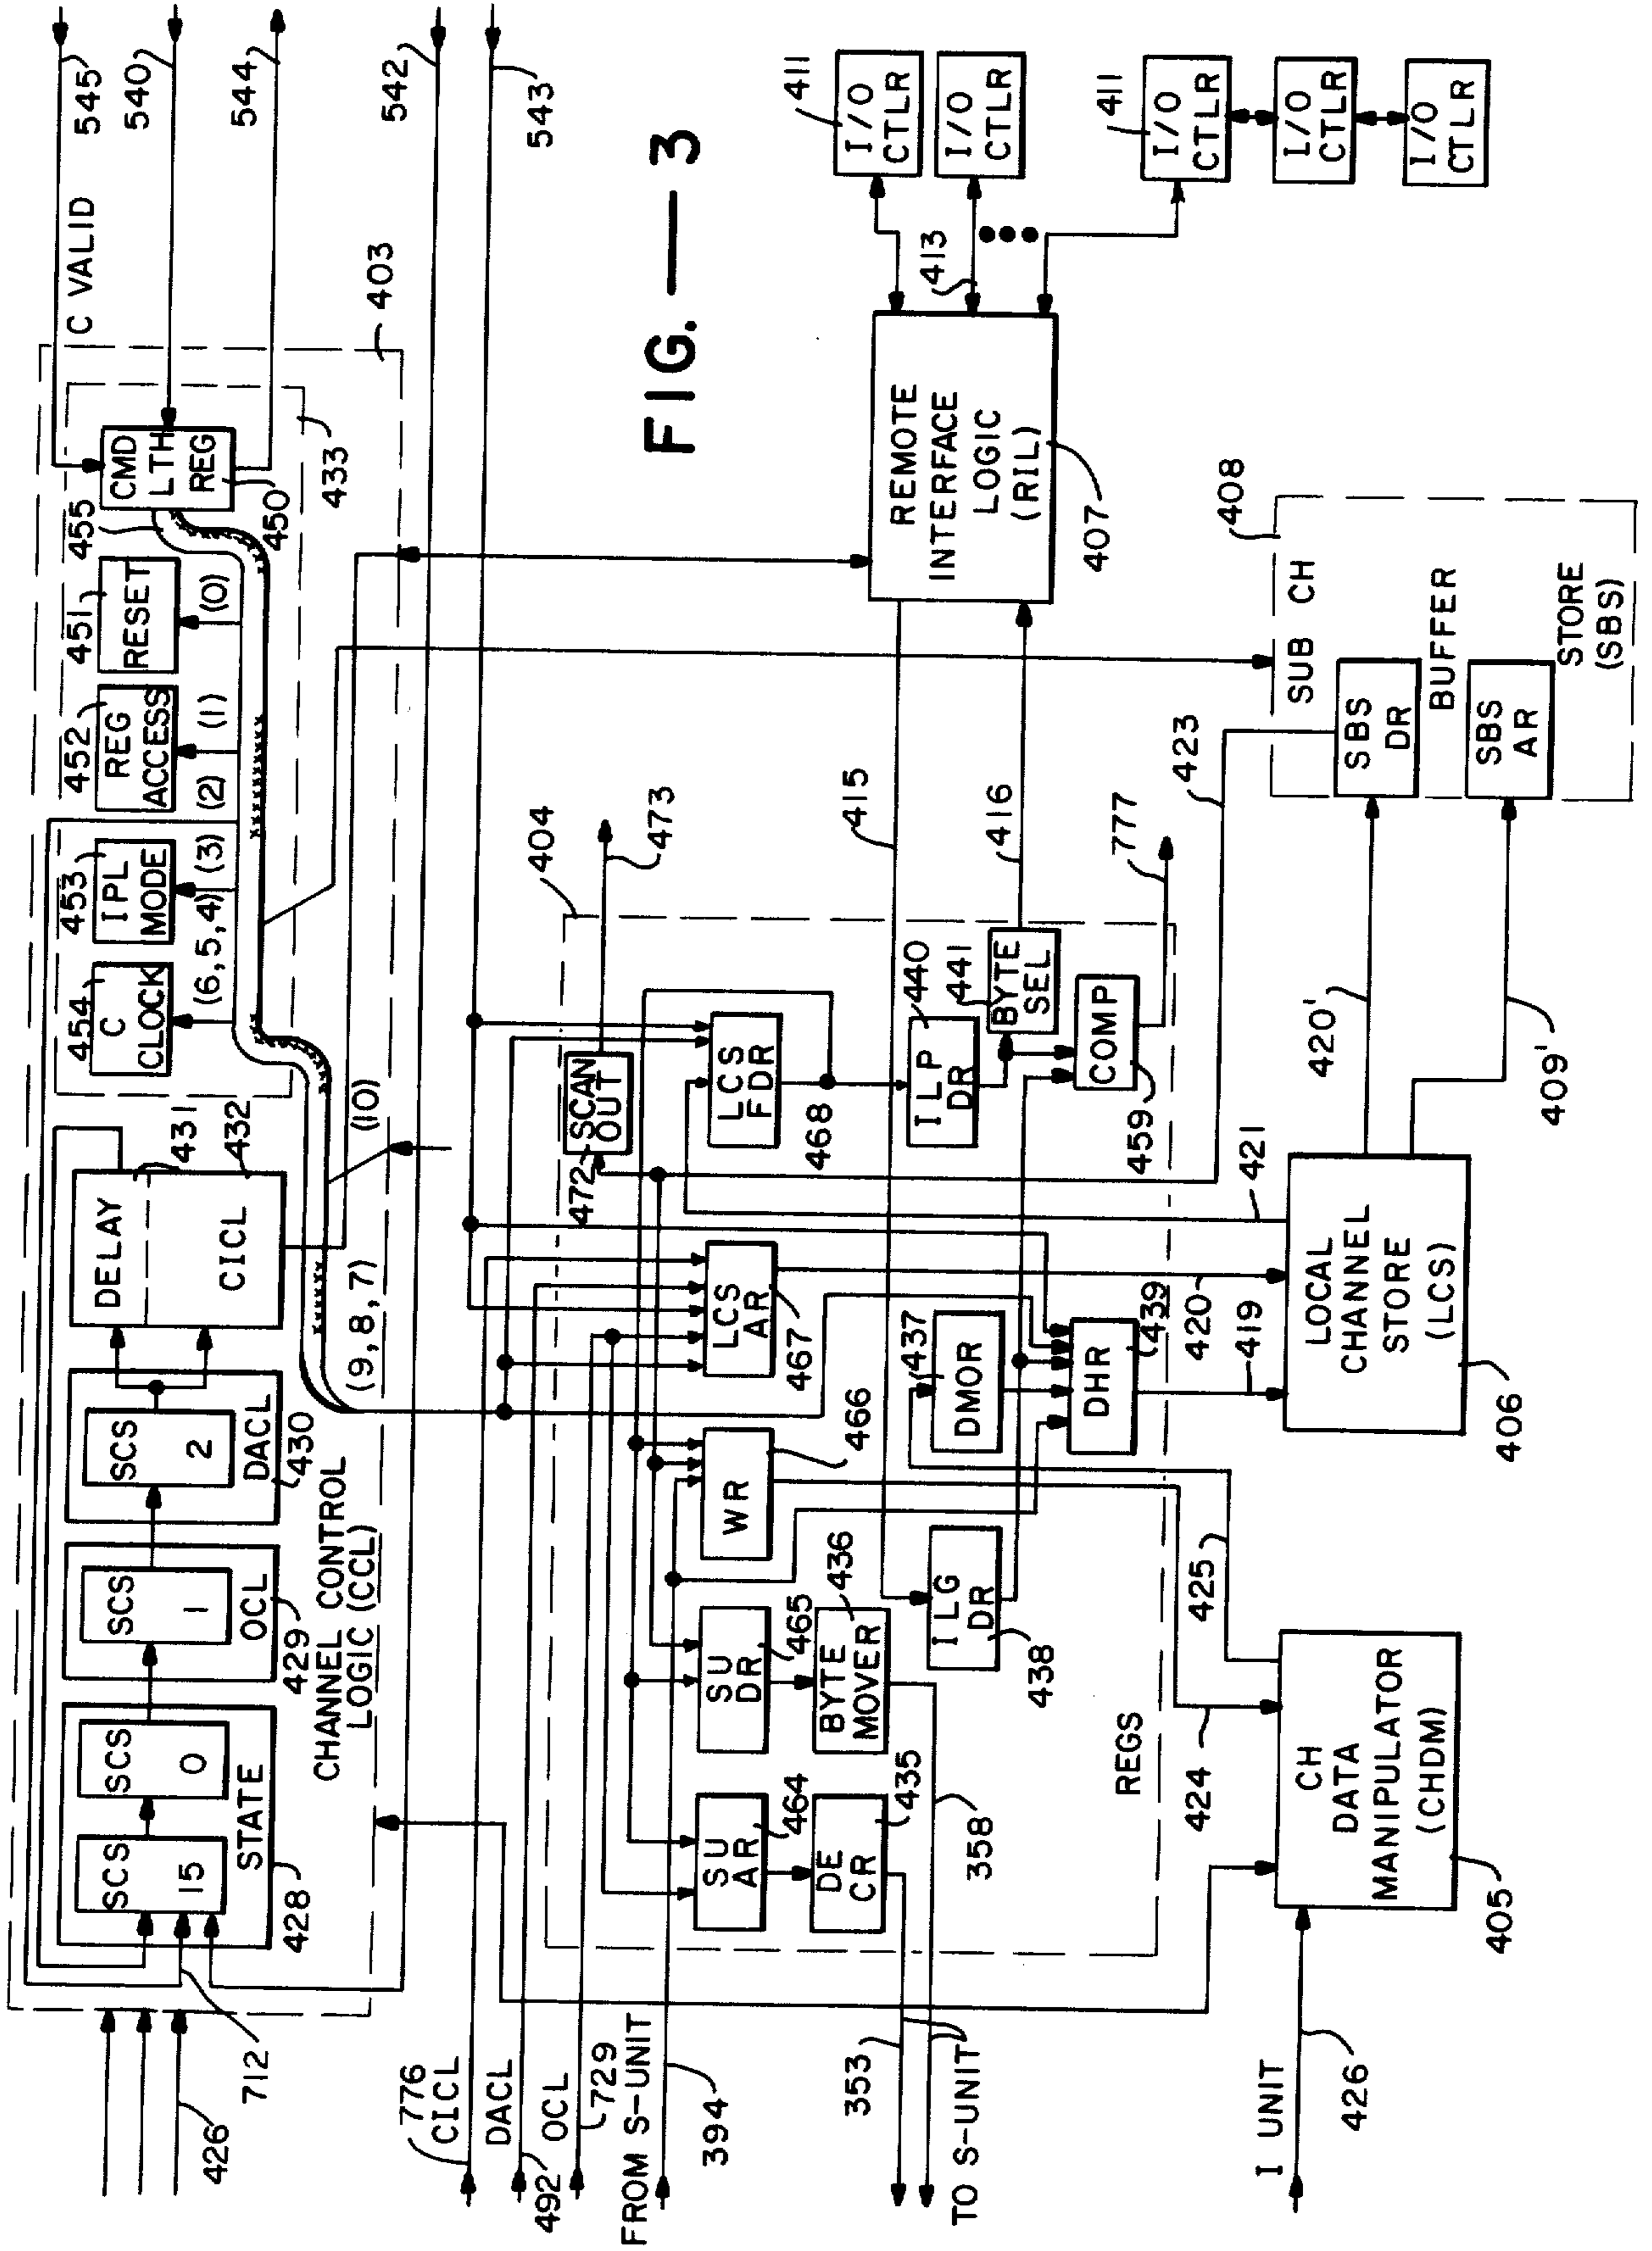 FIG.—3
545
540
544
542
543
C VALID
403
433
CMD
LTH
REG
450
455
451
RESET
(0)
452
REG
ACCESS
(1)
(2)
453
IPL
MODE
(3)
(6,5,4)
454
C
CLOCK
DELAY
431
CICL
432
(10)
(9,8,7)
SCS
2
DACL
430
SCS
1
OCL
429
SCS
0
SCS
15
STATE
428
CHANNEL CONTROL
LOGIC (CCL)
426
712
776
CICL
DACL
492
OCL
729
FROM S-UNIT
394
353
TO S-UNIT
358
I UNIT
426
404
472
SCAN
OUT
473
LCS
FDR
468
ILP
DR
440
441
BYTE
SEL
COMP
459
777
LCS
AR
467
437
DMOR
DHR
439
WR
466
SU
DR
465
BYTE
MOVER
436
ILG
DR
438
SU
AR
464
DE
CR
435
REGS
415
416
423
421
420
419
425
424
REMOTE
INTERFACE
LOGIC
(RIL)
407
413
411
I/O
CTLR
I/O
CTLR
411
I/O
CTLR
I/O
CTLR
I/O
CTLR
408
SUB CH
BUFFER
STORE
(SBS)
SBS
DR
SBS
AR
420'
409'
LOCAL
CHANNEL
STORE
(LCS)
406
CH
DATA
MANIPULATOR
(CHDM)
405